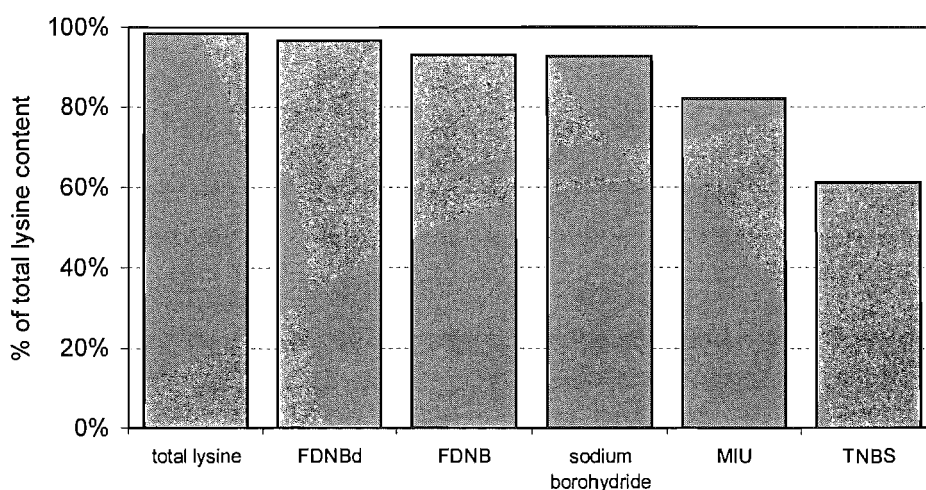 100%
80%
60%
40%
20%
0%
% of total lysine content
total lysine
FDNBd
FDNB
sodium
borohydride
MIU
TNBS